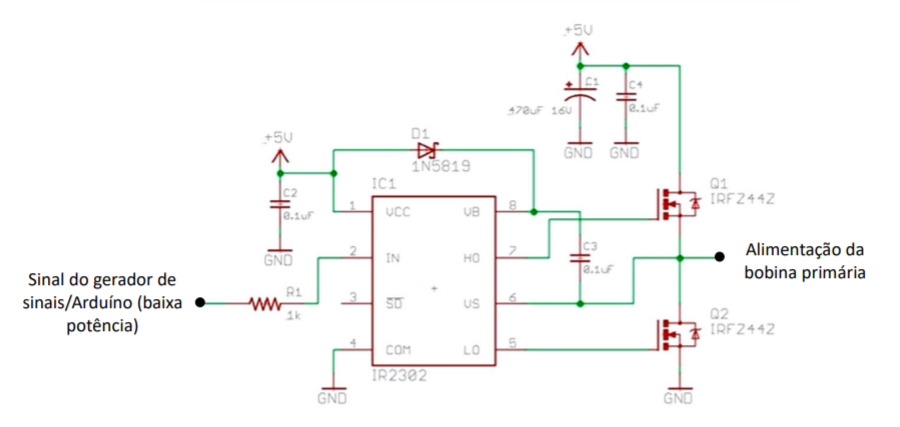 +5V
C1
470uF 16V
C4
0.1uF
GND
GND
+5V
D1
1N5819
C2
0.1uF
GND
IC1
1
VCC
VB
8
2
IN
HO
7
3
SD
VS
6
4
COM
LO
5
+
IR2302
GND
C3
0.1uF
Q1
IRFZ44Z
Q2
IRFZ44Z
GND
Sinal do gerador de
sinais/Arduíno (baixa
potência)
R1
1k
Alimentação da
bobina primária